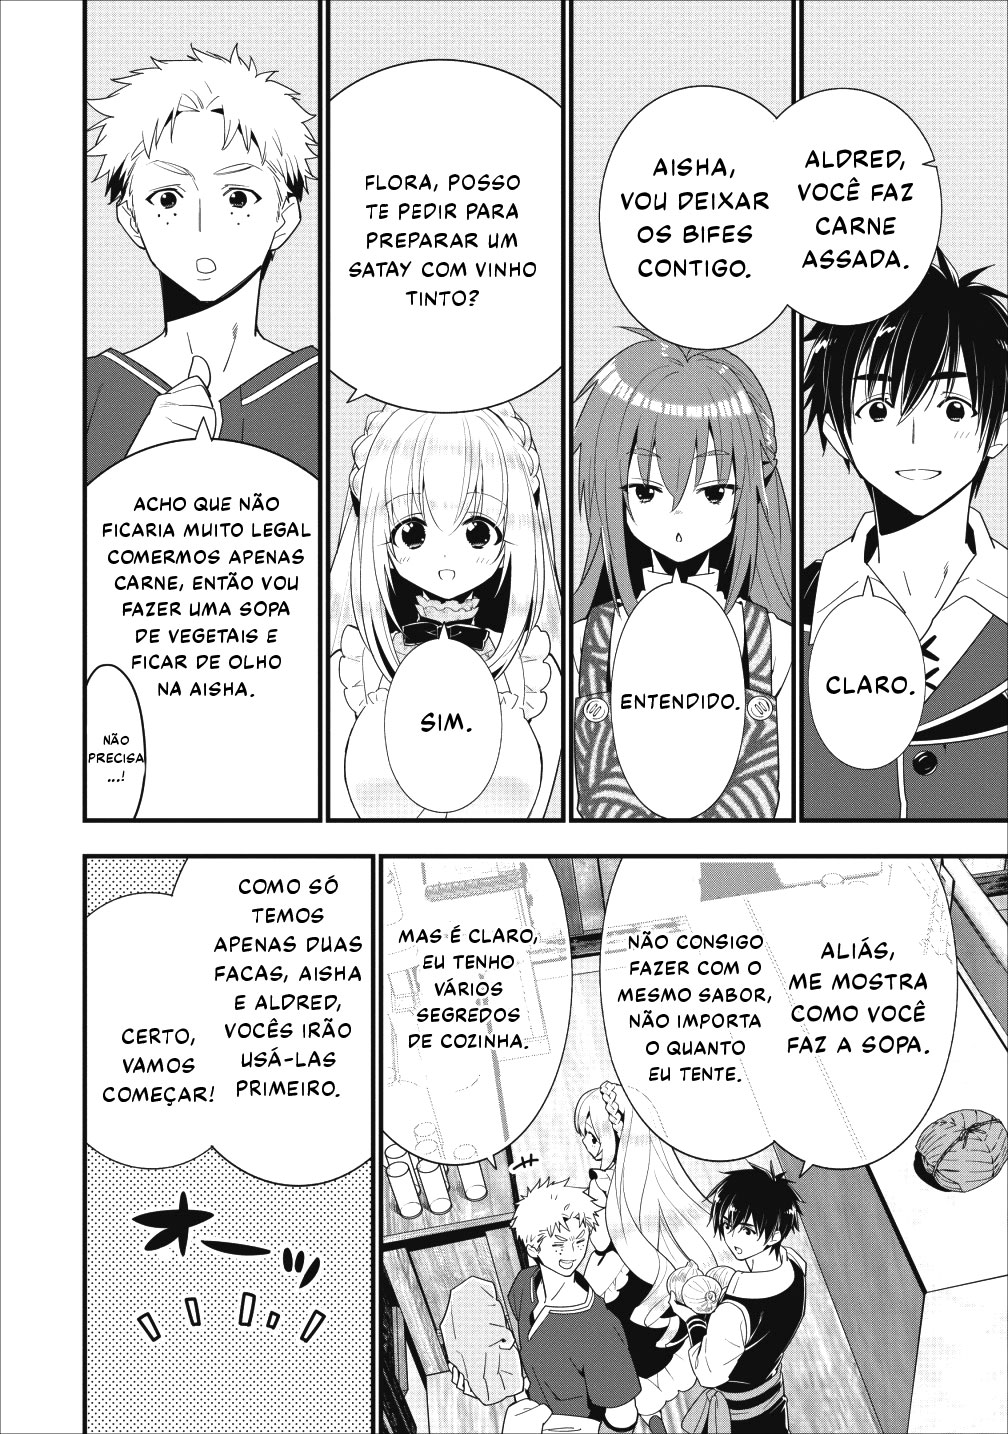 ALDRED,
VOCÊ FAZ
CARNE
ASSADA.
CLARO.
AISHA,
VOU DEIXAR
OS BIFES
CONTIGO.
ENTENDIDO.
FLORA, POSSO
TE PEDIR PARA
PREPARAR UM
SATAY COM VINHO
TINTO?
SIM.
ACHO QUE NÃO
FICARIA MUITO LEGAL
COMERMOS APENAS
CARNE, ENTÃO VOU
FAZER UMA SOPA
DE VEGETAIS E
FICAR DE OLHO
NA AISHA.
NÃO
PRECISA
...!
ALIÁS,
ME MOSTRA
COMO VOCÊ
FAZ A SOPA.
NÃO CONSIGO
FAZER COM O
MESMO SABOR,
NÃO IMPORTA
O QUANTO
EU TENTE.
MAS É CLARO,
EU TENHO
VÁRIOS
SEGREDOS
DE COZINHA.
COMO SÓ
TEMOS
APENAS DUAS
FACAS, AISHA
E ALDRED,
VOCÊS IRÃO
USÁ-LAS
PRIMEIRO.
CERTO,
VAMOS
COMEÇAR!
オーッ